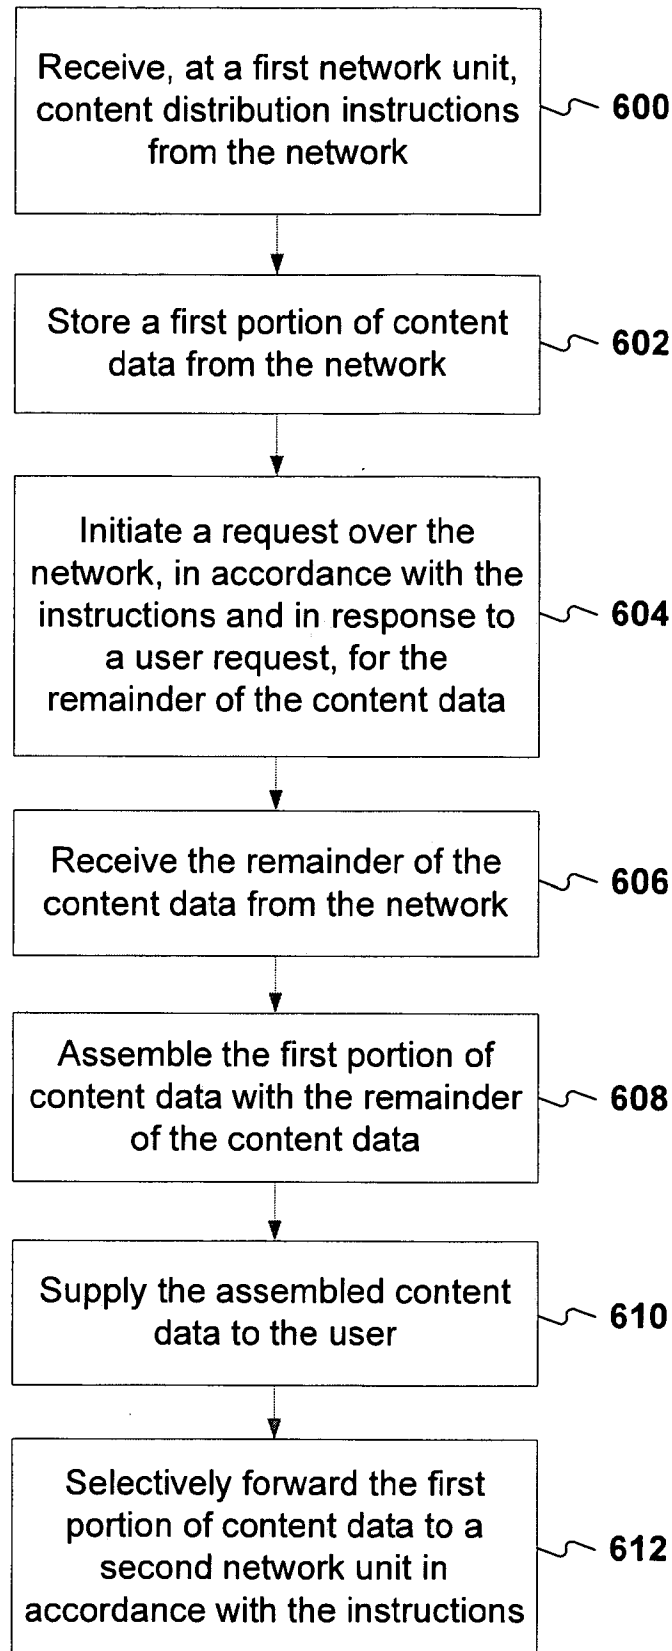 Receive, at a first network unit,
content distribution instructions
from the network
600
Store a first portion of content
data from the network
602
Initiate a request over the
network, in accordance with the
instructions and in response to
a user request, for the
remainder of the content data
604
Receive the remainder of the
content data from the network
606
Assemble the first portion of
content data with the remainder
of the content data
608
Supply the assembled content
data to the user
610
Selectively forward the first
portion of content data to a
second network unit in
accordance with the instructions
612